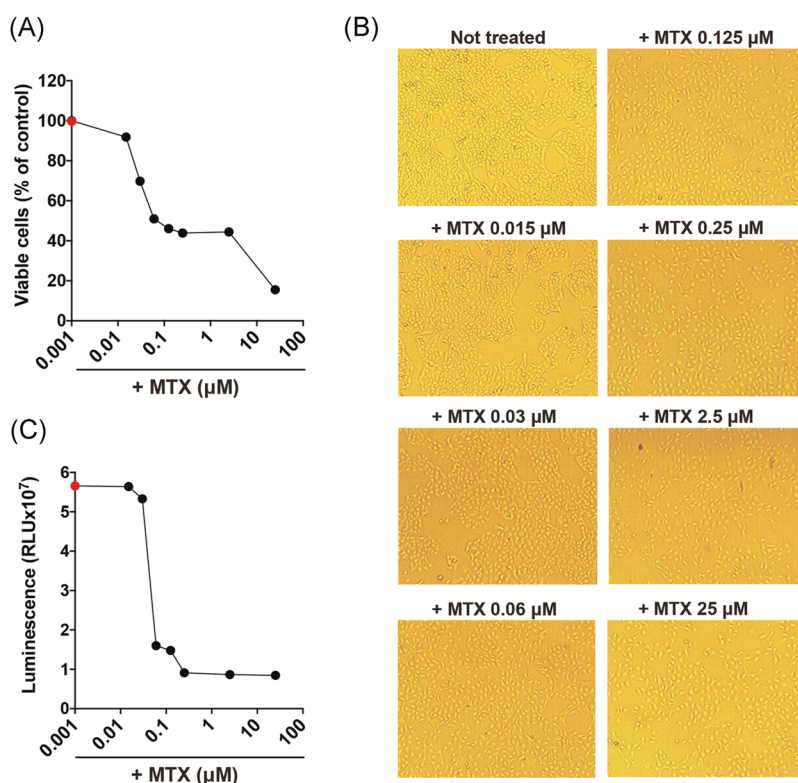 (A)
120
100
80
60
40
20
0
Viable cells (% of control)
0.001
0.01
0.1
1
10
100
+ MTX (µM)
(B)
Not treated
+ MTX 0.125 µM
+ MTX 0.015 µM
+ MTX 0.25 µM
+ MTX 0.03 µM
+ MTX 2.5 µM
+ MTX 0.06 µM
+ MTX 25 µM
(C)
6
5
4
3
2
1
0
Luminescence (RLUx10⁷)
0.001
0.01
0.1
1
10
100
+ MTX (µM)